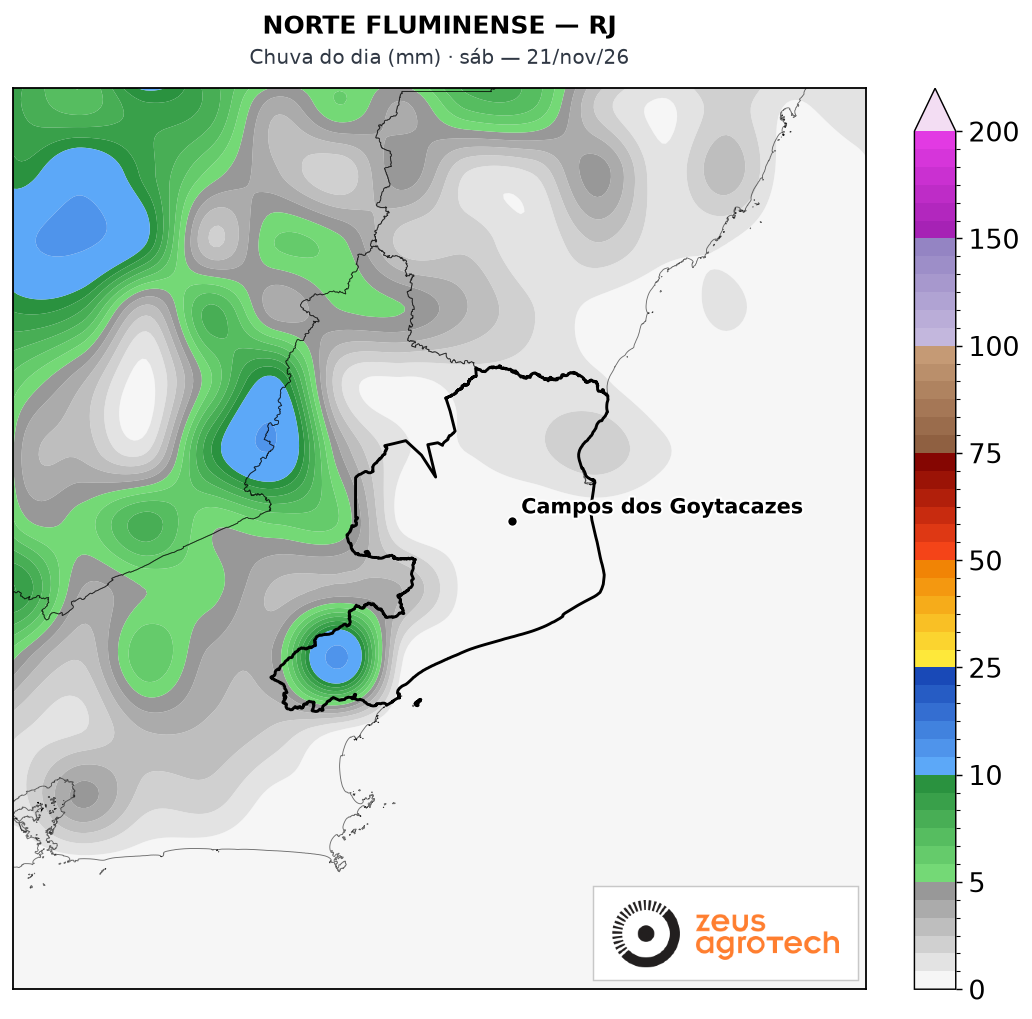 NORTE FLUMINENSE — RJ
Chuva do dia (mm) · sáb — 21/nov/26
200
150
100
75
50
25
10
5
0
Campos dos Goytacazes
zeus
agrotech